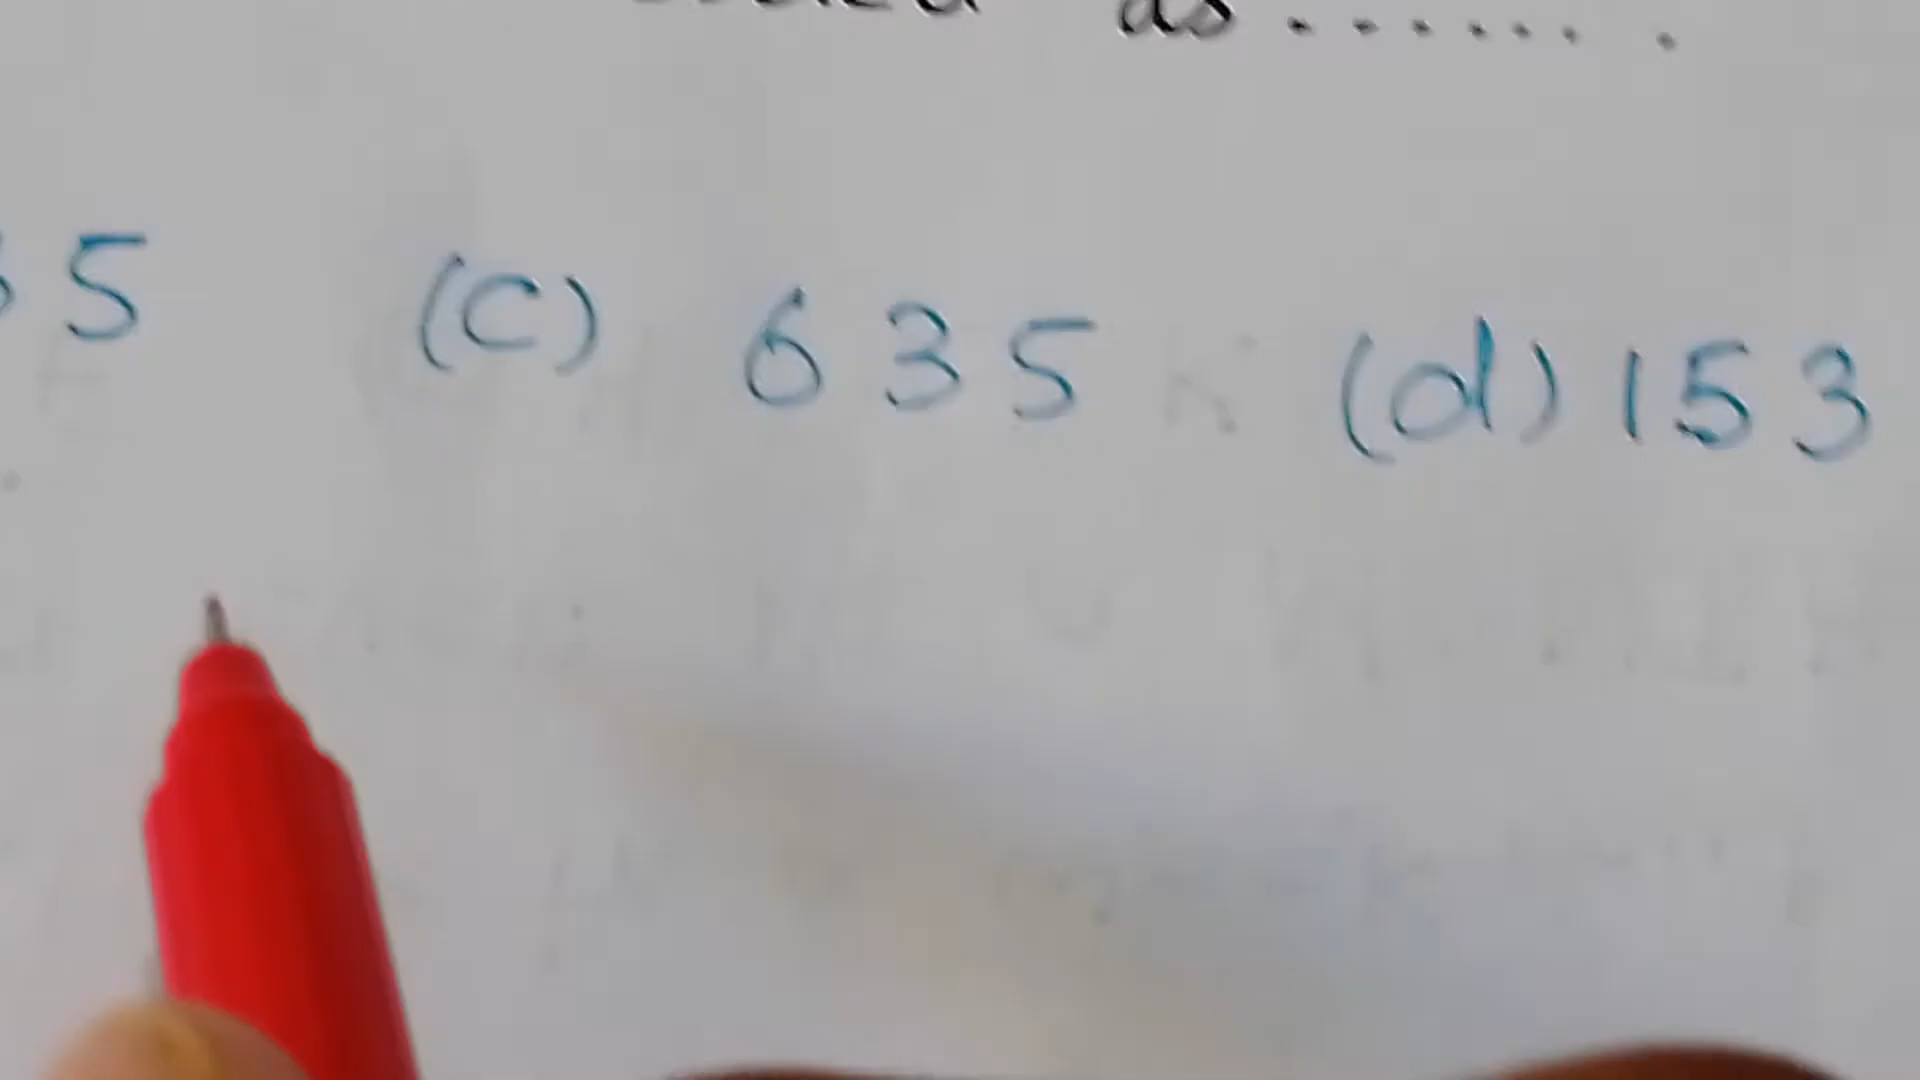 as .......
5 (c) 635 (d) 153